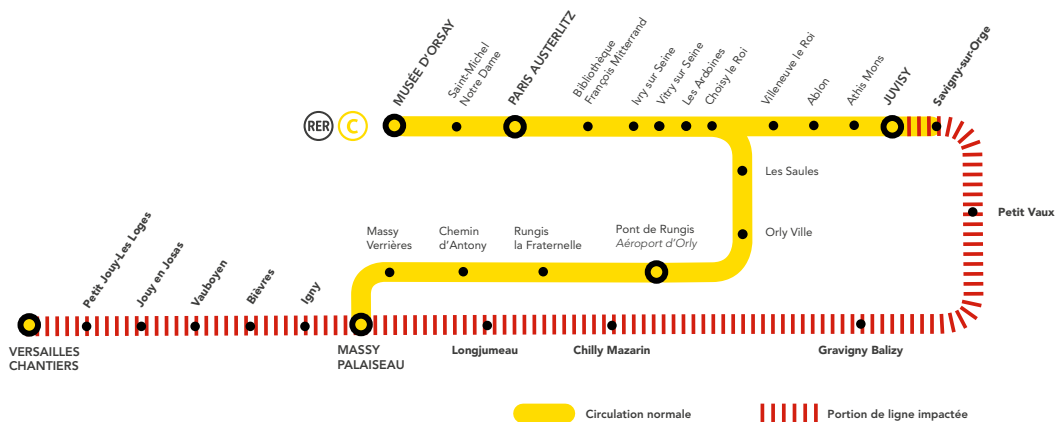 MUSÉE D'ORSAY
Saint-Michel
Notre Dame
PARIS AUSTERLITZ
Bibliothèque
François Mitterrand
Ivry sur Seine
Vitry sur Seine
Les Ardoines
Choisy le Roi
Villeneuve le Roi
Ablon
Athis Mons
JUVISY
Savigny-sur-Orge
RER
C
Les Saules
Petit Vaux
Orly Ville
Massy
Verrières
Chemin
d'Antony
Rungis
la Fraternelle
Pont de Rungis
Aéroport d'Orly
Petit Jouy-Les Loges
Jouy en Josas
Vauboyen
Bièvres
Igny
VERSAILLES
CHANTIERS
MASSY
PALAISEAU
Longjumeau
Chilly Mazarin
Gravigny Balizy
Circulation normale
Portion de ligne impactée